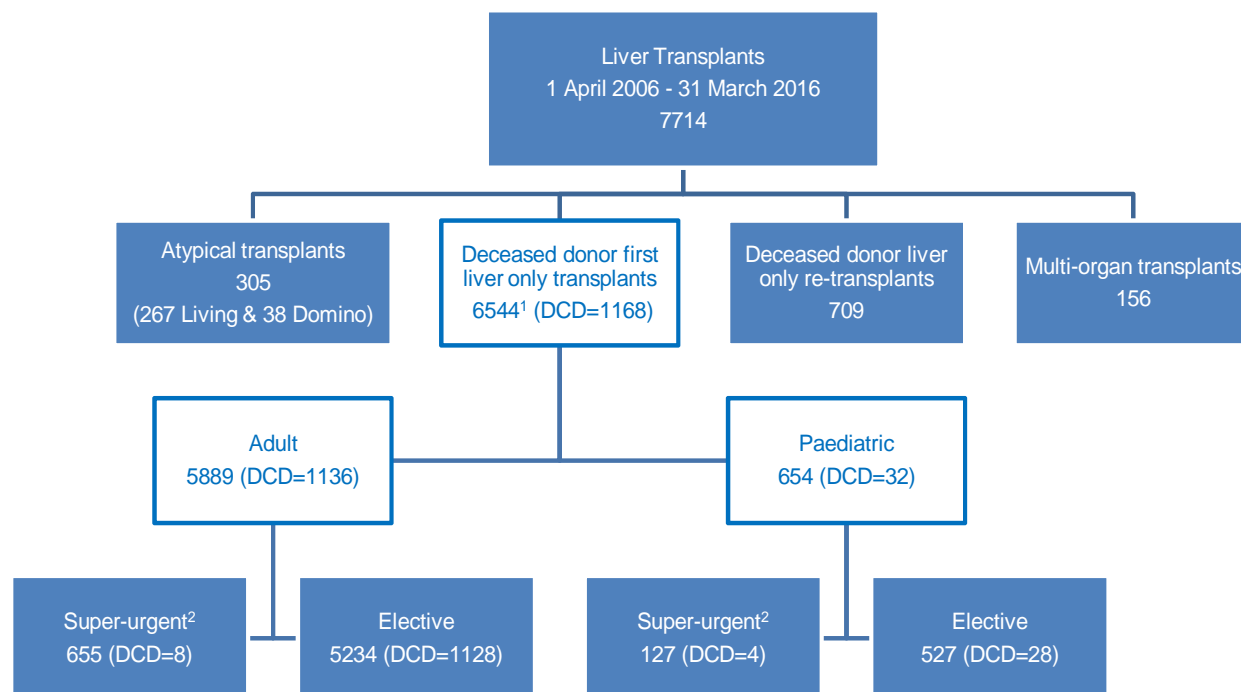 Liver Transplants
1 April 2006 - 31 March 2016
7714
Atypical transplants
305
(267 Living & 38 Domino)
Deceased donor first
liver only transplants
6544¹ (DCD=1168)
Deceased donor liver
only re-transplants
709
Multi-organ transplants
156
Adult
5889 (DCD=1136)
Paediatric
654 (DCD=32)
Super-urgent²
655 (DCD=8)
Elective
5234 (DCD=1128)
Super-urgent²
127 (DCD=4)
Elective
527 (DCD=28)